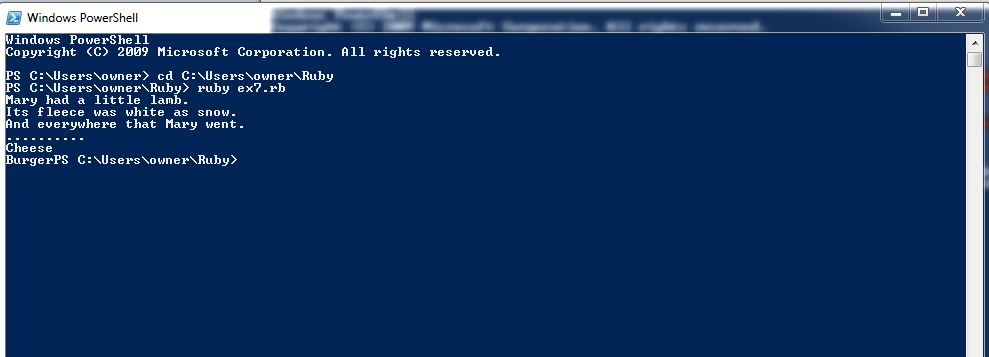 Windows PowerShell
Windows PowerShell
Copyright (C) 2009 Microsoft Corporation. All rights reserved.
PS C:\Users\owner> cd C:\Users\owner\Ruby
PS C:\Users\owner\Ruby> ruby ex7.rb
Mary had a little lamb.
Its fleece was white as snow.
And everywhere that Mary went.
..........
Cheese
BurgerPS C:\Users\owner\Ruby>